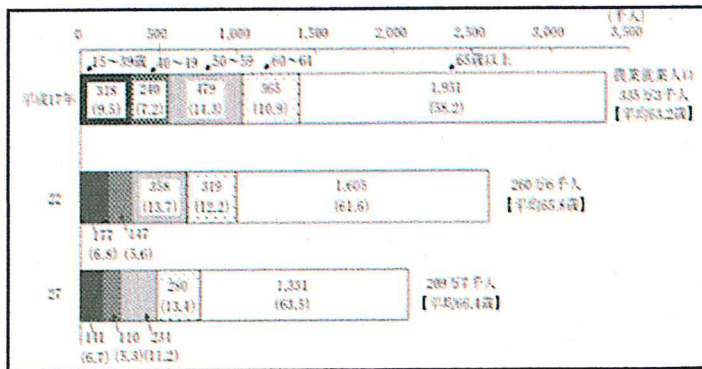 (千人)
0 500 1,000 1,500 2,000 2,500 3,000 3,500
15～39歳 40～49 50～59 60～64 65歳以上
平成17年
318 240 479 365 1,951
(9.5) (7.2) (14.3) (10.9) (58.2)
農業就業人口
335万3千人
【平均63.2歳】
22
358 319 1,605
(13.7) (12.2) (61.6)
260万6千人
【平均65.8歳】
177 147
(6.8) (5.6)
27
280 1,331
(13.4) (63.5)
209万7千人
【平均66.4歳】
141 110 234
(6.7) (5.3)(11.2)